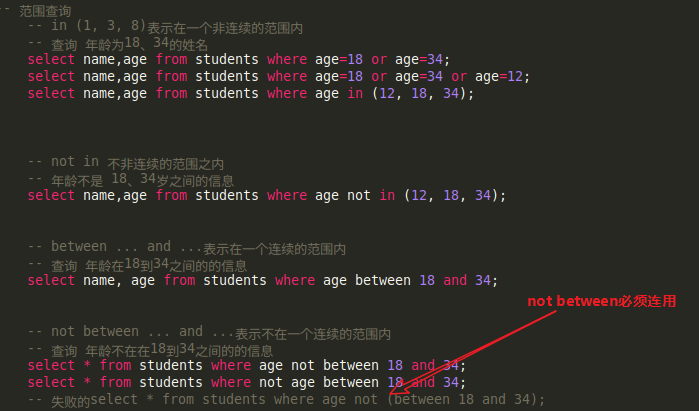 -- 范围查询
-- in (1, 3, 8)表示在一个非连续的范围内
-- 查询 年龄为18、34的姓名
select name,age from students where age=18 or age=34;
select name,age from students where age=18 or age=34 or age=12;
select name,age from students where age in (12, 18, 34);
-- not in 不非连续的范围之内
-- 年龄不是 18、34岁之间的信息
select name,age from students where age not in (12, 18, 34);
-- between ... and ...表示在一个连续的范围内
-- 查询 年龄在18到34之间的的信息
select name, age from students where age between 18 and 34;
not between必须连用
-- not between ... and ...表示不在一个连续的范围内
-- 查询 年龄不在在18到34之间的的信息
select * from students where age not between 18 and 34;
select * from students where not age between 18 and 34;
-- 失败的select * from students where age not (between 18 and 34);